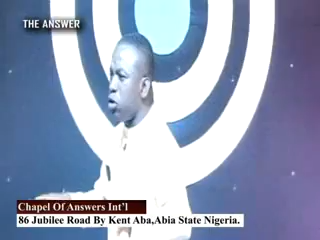 THE ANSWER
Chapel Of Answers Int'l
86 Jubilee Road By Kent Aba,Abia State Nigeria.